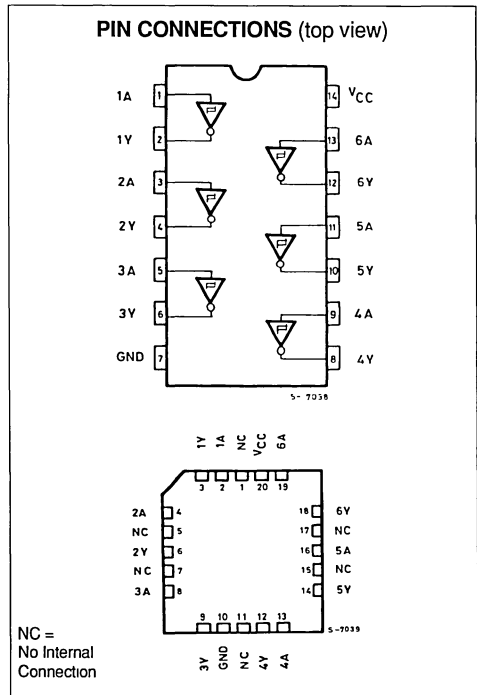 PIN CONNECTIONS (top view)
1A 1 14 VCC
1Y 2 13 6A
2A 3 12 6Y
2Y 4 11 5A
3A 5 10 5Y
3Y 6 9 4A
GND 7 8 4Y
S- 7038
1Y 1A NC VCC 6A
3 2 1 20 19
2A 4 18 6Y
NC 5 17 NC
2Y 6 16 5A
NC 7 15 NC
3A 8 14 5Y
9 10 11 12 13
S-7039
3Y GND NC 4Y 4A
NC =
No Internal
Connection